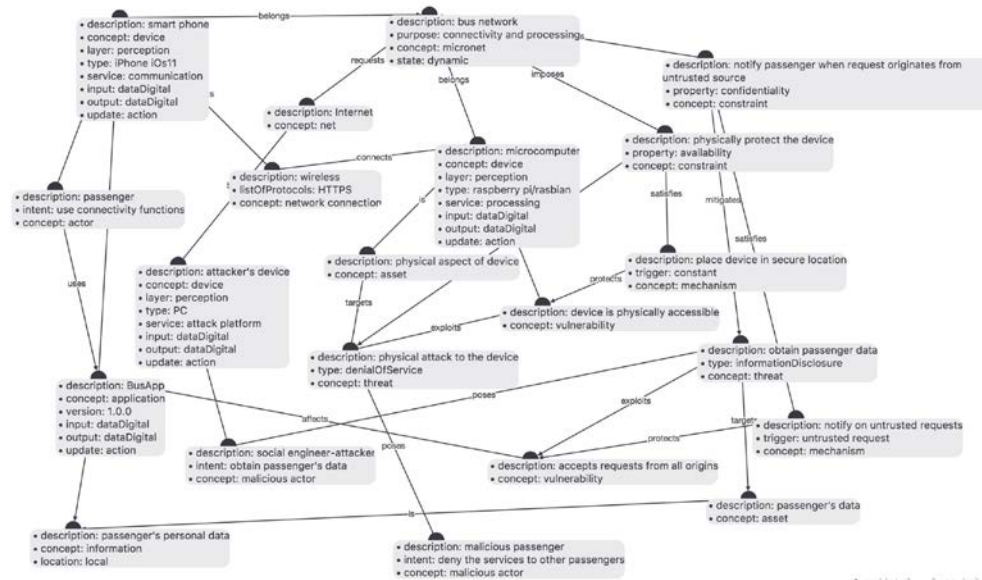 belongs
• description: smart phone
• concept: device
• layer: perception
• type: iPhone iOs11
• service: communication
• input: dataDigital
• output: dataDigital
• update: action
• description: bus network
• purpose: connectivity and processing
• concept: micronet
• state: dynamic
requests
belongs
imposes
• description: notify passenger when request originates from
untrusted source
• property: confidentiality
• concept: constraint
• description: Internet
• concept: net
• description: physically protect the device
• property: availability
• concept: constraint
connects
• description: microcomputer
• concept: device
• layer: perception
• type: raspberry pi/rasbian
• service: processing
• input: dataDigital
• output: dataDigital
• update: action
• description: wireless
• listOfProtocols: HTTPS
• concept: network connection
• description: passenger
• intent: use connectivity functions
• concept: actor
is
satisfies
mitigates
satisfies
• description: physical aspect of device
• concept: asset
• description: place device in secure location
• trigger: constant
• concept: mechanism
• description: attacker's device
• concept: device
• layer: perception
• type: PC
• service: attack platform
• input: dataDigital
• output: dataDigital
• update: action
uses
targets
protects
• description: device is physically accessible
• concept: vulnerability
exploits
• description: physical attack to the device
• type: denialOfService
• concept: threat
• description: obtain passenger data
• type: informationDisclosure
• concept: threat
• description: BusApp
• concept: application
• version: 1.0.0
• input: dataDigital
• output: dataDigital
• update: action
poses
exploits
affects
targets
• description: notify on untrusted requests
• trigger: untrusted request
• concept: mechanism
poses
protects
• description: social engineer-attacker
• intent: obtain passenger's data
• concept: malicious actor
• description: accepts requests from all origins
• concept: vulnerability
• description: passenger's data
• concept: asset
is
• description: passenger's personal data
• concept: information
• location: local
• description: malicious passenger
• intent: deny the services to other passengers
• concept: malicious actor